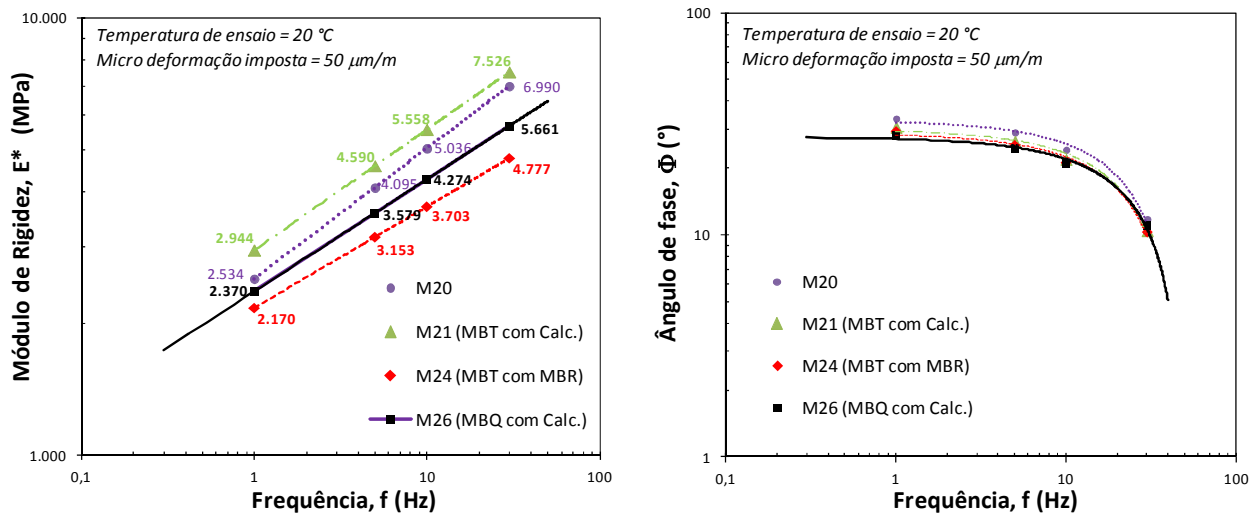 Temperatura de ensaio = 20 °C
Micro deformação imposta = 50 µm/m
Módulo de Rigidez, E* (MPa)
10.000
1.000
7.526
6.990
5.558
5.661
4.590
5.036
4.777
4.095
4.274
2.944
3.579
3.703
3.153
2.534
2.370
2.170
M20
M21 (MBT com Calc.)
M24 (MBT com MBR)
M26 (MBQ com Calc.)
0,1
1
10
100
Frequência, f (Hz)
Temperatura de ensaio = 20 °C
Micro deformação imposta = 50 µm/m
Ângulo de fase, Φ (°)
100
10
1
M20
M21 (MBT com Calc.)
M24 (MBT com MBR)
M26 (MBQ com Calc.)
0,1
1
10
100
Frequência, f (Hz)